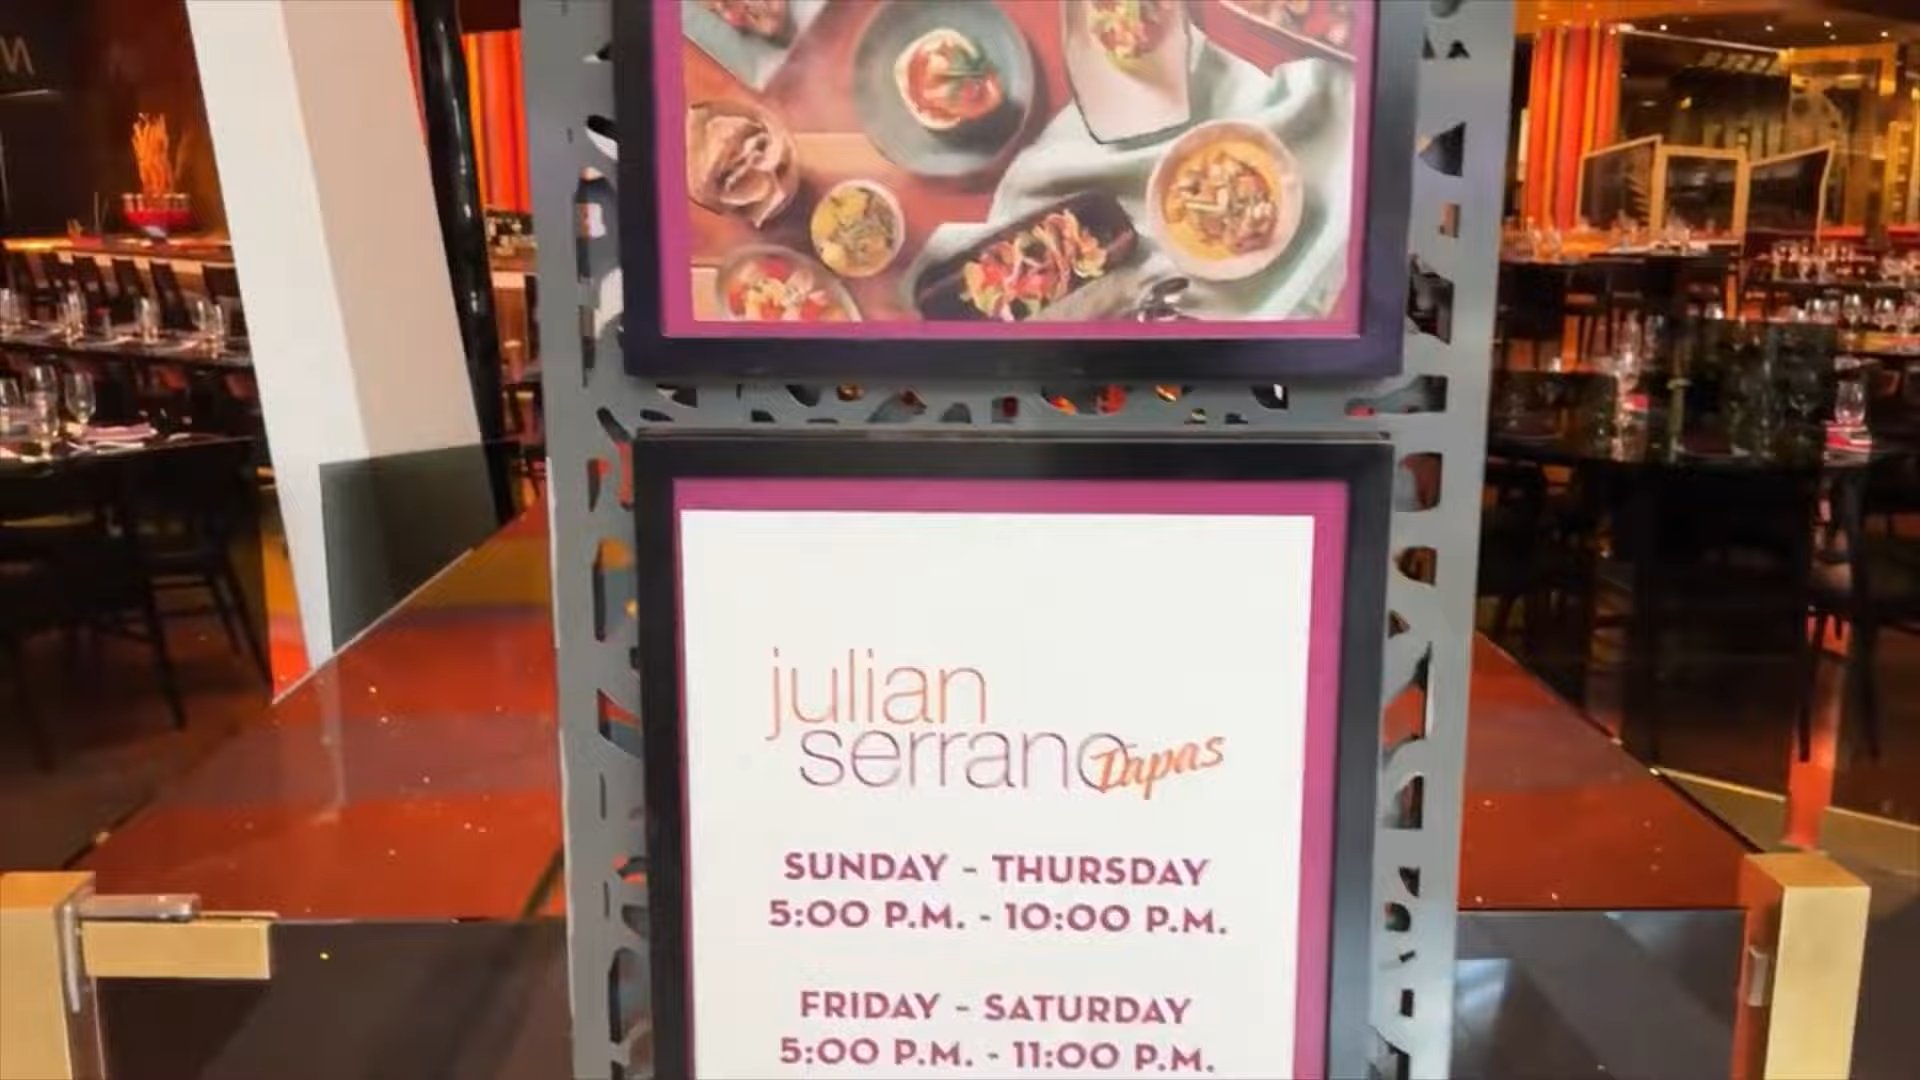 julian
serrano Tapas
SUNDAY - THURSDAY
5:00 P.M. - 10:00 P.M.
FRIDAY - SATURDAY
5:00 P.M. - 11:00 P.M.